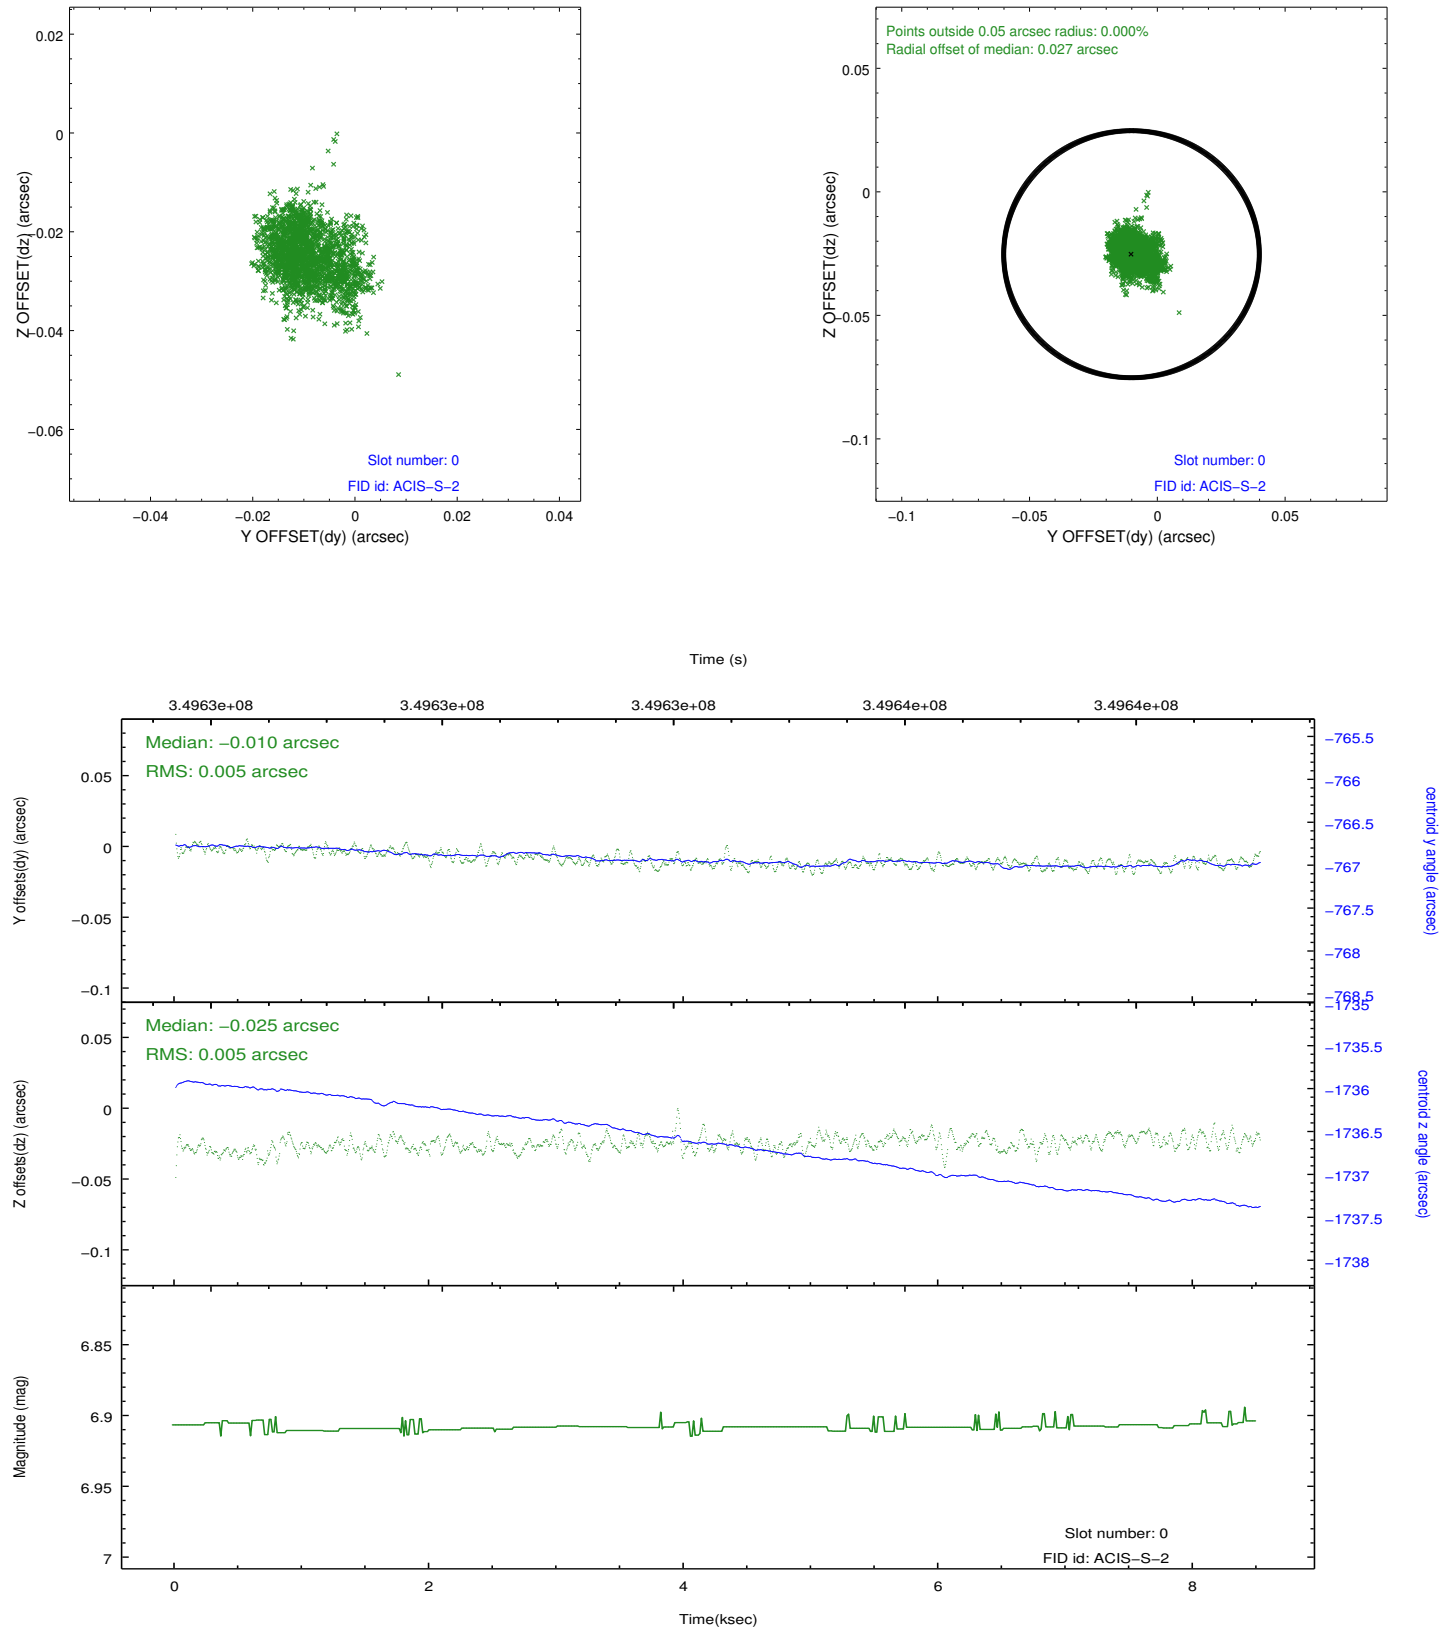 0.02
0
−0.02
−0.04
−0.06
Z OFFSET(dz) (arcsec)
Slot number: 0
FID id: ACIS−S−2
−0.04
−0.02
0
0.02
0.04
Y OFFSET(dy) (arcsec)
Points outside 0.05 arcsec radius: 0.000%
Radial offset of median: 0.027 arcsec
0.05
0
−0.05
−0.1
Z OFFSET(dz) (arcsec)
Slot number: 0
FID id: ACIS−S−2
−0.1
−0.05
0
0.05
Y OFFSET(dy) (arcsec)
Time (s)
3.4963e+08
3.4963e+08
3.4963e+08
3.4964e+08
3.4964e+08
Median: −0.010 arcsec
RMS: 0.005 arcsec
0.05
0
−0.05
−0.1
Y offsets(dy) (arcsec)
−765.5
−766
−766.5
−767
−767.5
−768
−768.5
centroid y angle (arcsec)
Median: −0.025 arcsec
RMS: 0.005 arcsec
0.05
0
−0.05
−0.1
Z offsets(dz) (arcsec)
−1735
−1735.5
−1736
−1736.5
−1737
−1737.5
−1738
centroid z angle (arcsec)
6.85
6.9
6.95
7
Magnitude (mag)
Slot number: 0
FID id: ACIS−S−2
0
2
4
6
8
Time(ksec)